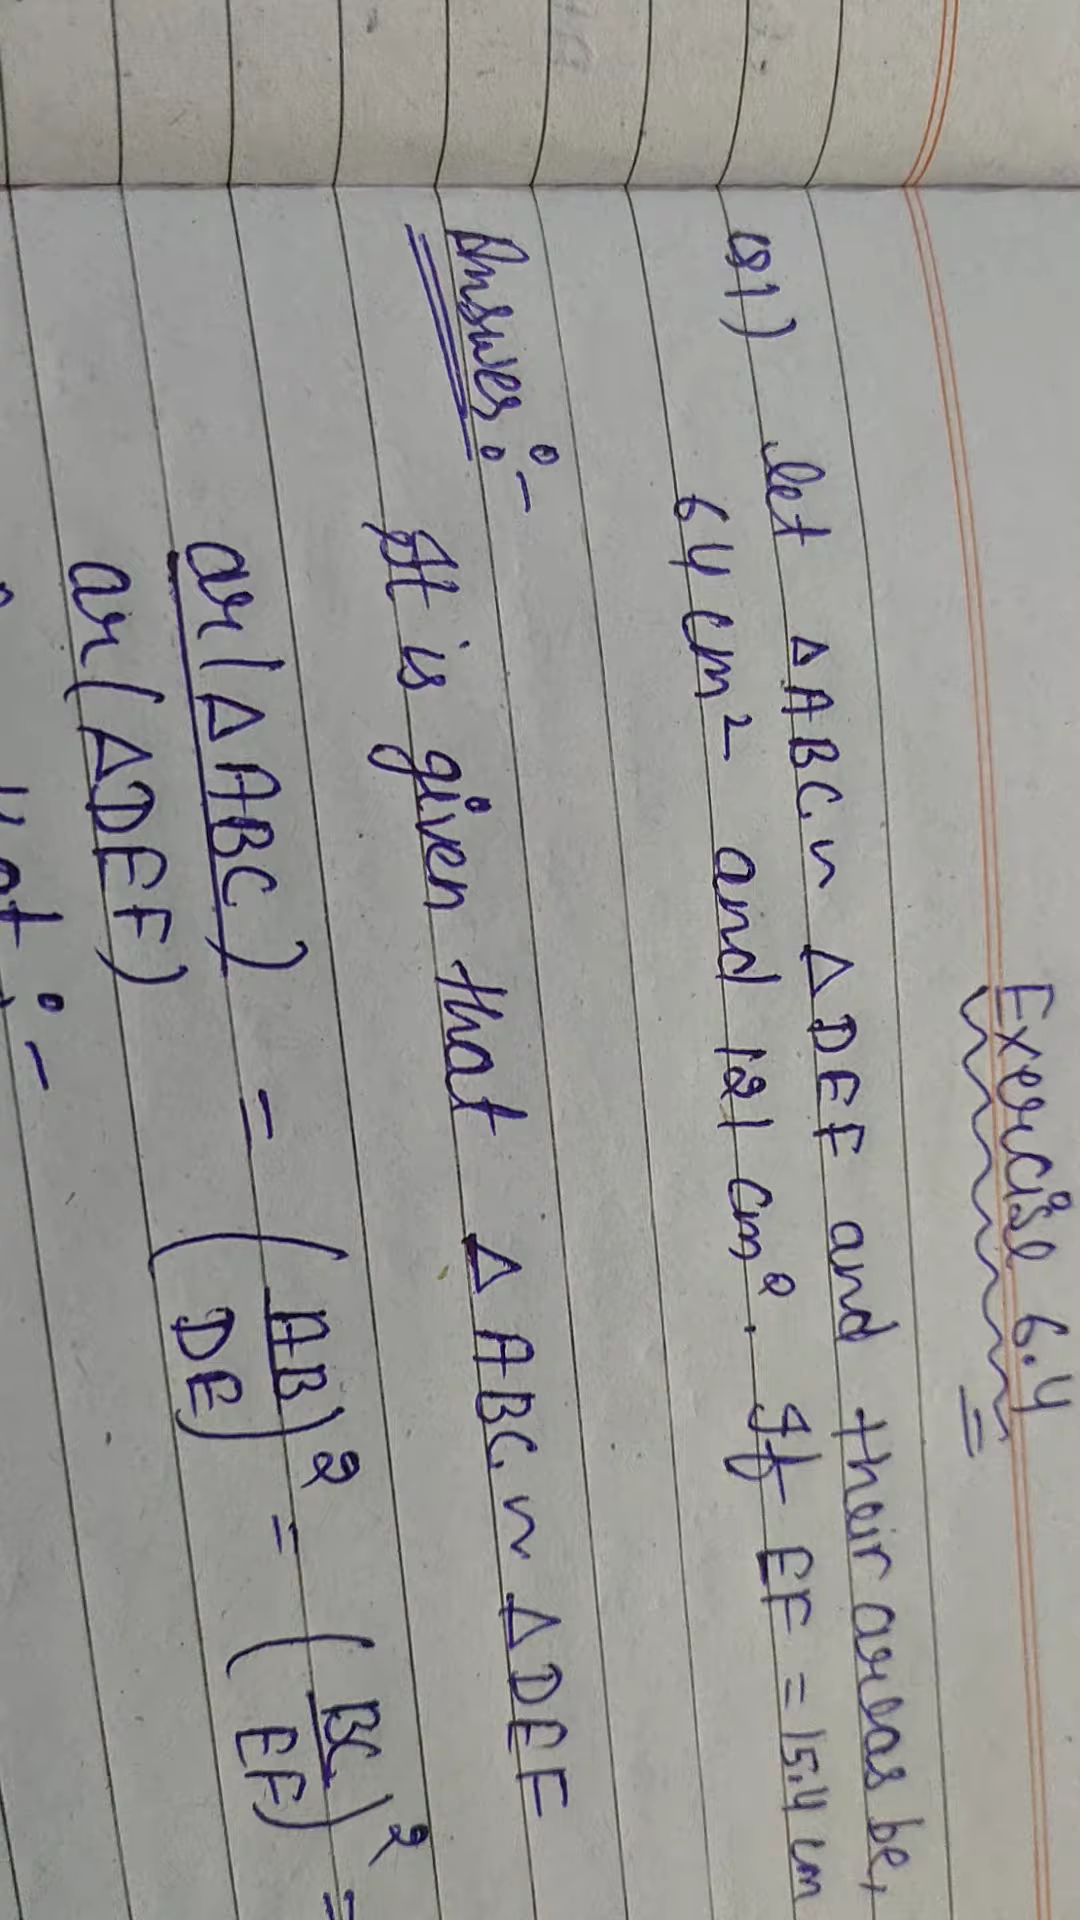 Exercise 6.4
Q1) let △ABC ~ △DEF and their areas be,
64 cm² and 121 cm². If EF = 15.4 cm
Answer :-
It is given that △ABC ~ △DEF
ar(△ABC) / ar(△DEF) = (AB/DE)² = (BC/EF)² =